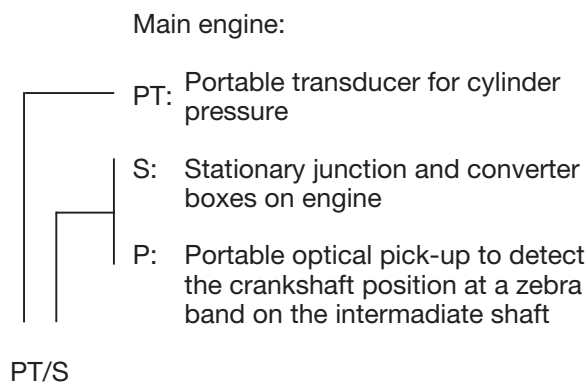 Main engine:
PT: Portable transducer for cylinder
pressure
S: Stationary junction and converter
boxes on engine
P: Portable optical pick-up to detect
the crankshaft position at a zebra
band on the intermadiate shaft
PT/S